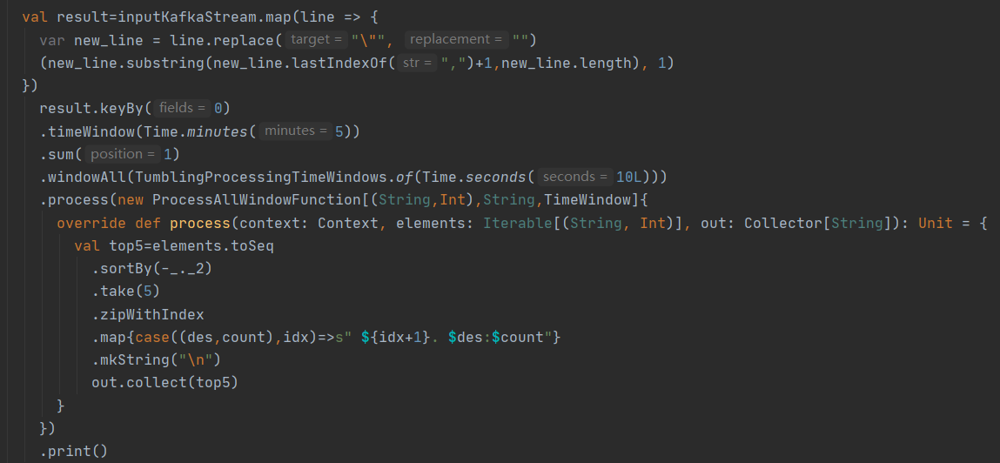 val result=inputKafkaStream.map(line => {
  var new_line = line.replace( target = "\"", replacement = "")
  (new_line.substring(new_line.lastIndexOf( str = ",")+1,new_line.length), 1)
})
  result.keyBy( fields = 0)
  .timeWindow(Time.minutes( minutes = 5))
  .sum( position = 1)
  .windowAll(TumblingProcessingTimeWindows.of(Time.seconds( seconds = 10L)))
  .process(new ProcessAllWindowFunction[(String,Int),String,TimeWindow]{
    override def process(context: Context, elements: Iterable[(String, Int)], out: Collector[String]): Unit = {
      val top5=elements.toSeq
        .sortBy(-_._2)
        .take(5)
        .zipWithIndex
        .map{case((des,count),idx)=>s" ${idx+1}. $des:$count"}
        .mkString("\n")
        out.collect(top5)
    }
  })
  .print()